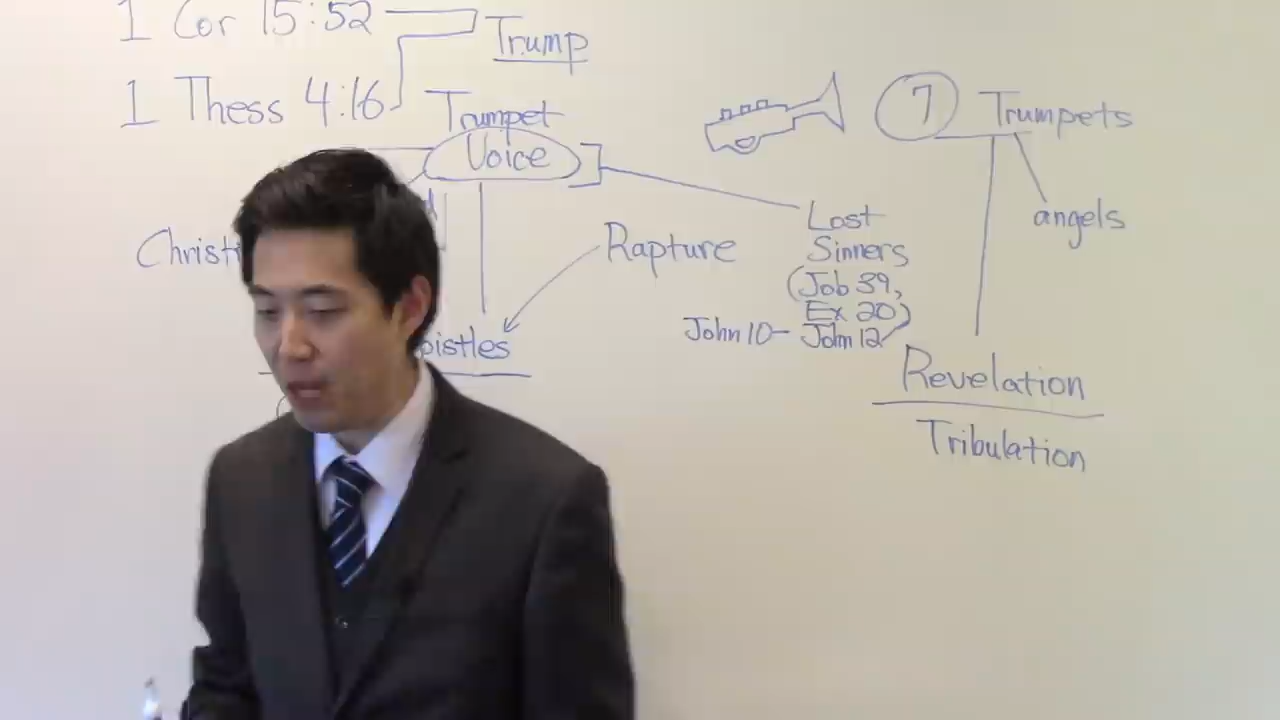 1 Cor 15:52
Trump
1 Thess 4:16
Trumpet
Voice
Rapture
7 Trumpets
angels
Lost
Sinners
(Job 39,
Ex 20)
John 10- John 12
Revelation
Tribulation